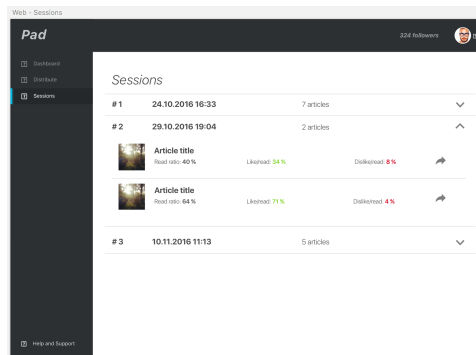 Web - Sessions
Pad
324 followers
Dashboard
Distribute
Sessions
Sessions
# 1 24.10.2016 16:33 7 articles
# 2 29.10.2016 19:04 2 articles
Article title
Read ratio: 40 % Like/read: 34 % Dislike/read: 8 %
Article title
Read ratio: 64 % Like/read: 71 % Dislike/read: 4 %
# 3 10.11.2016 11:13 5 articles
Help and Support